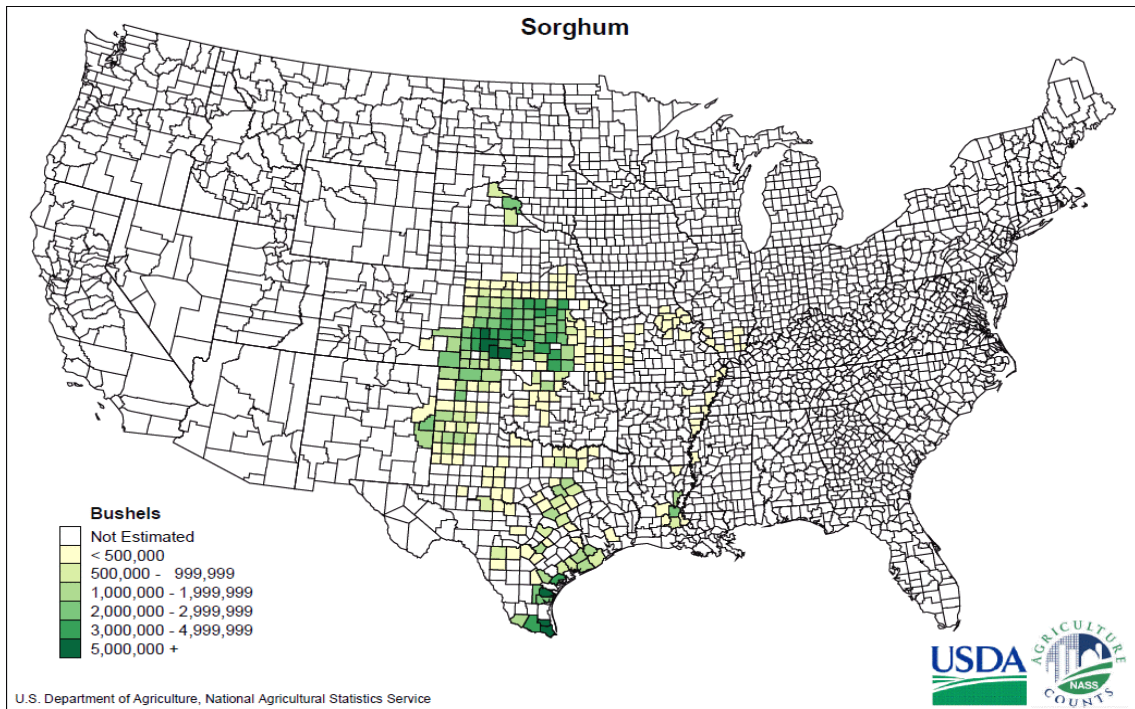 Sorghum
Bushels
Not Estimated
< 500,000
500,000 - 999,999
1,000,000 - 1,999,999
2,000,000 - 2,999,999
3,000,000 - 4,999,999
5,000,000 +
U.S. Department of Agriculture, National Agricultural Statistics Service
USDA
AGRICULTURE
NASS
COUNTS